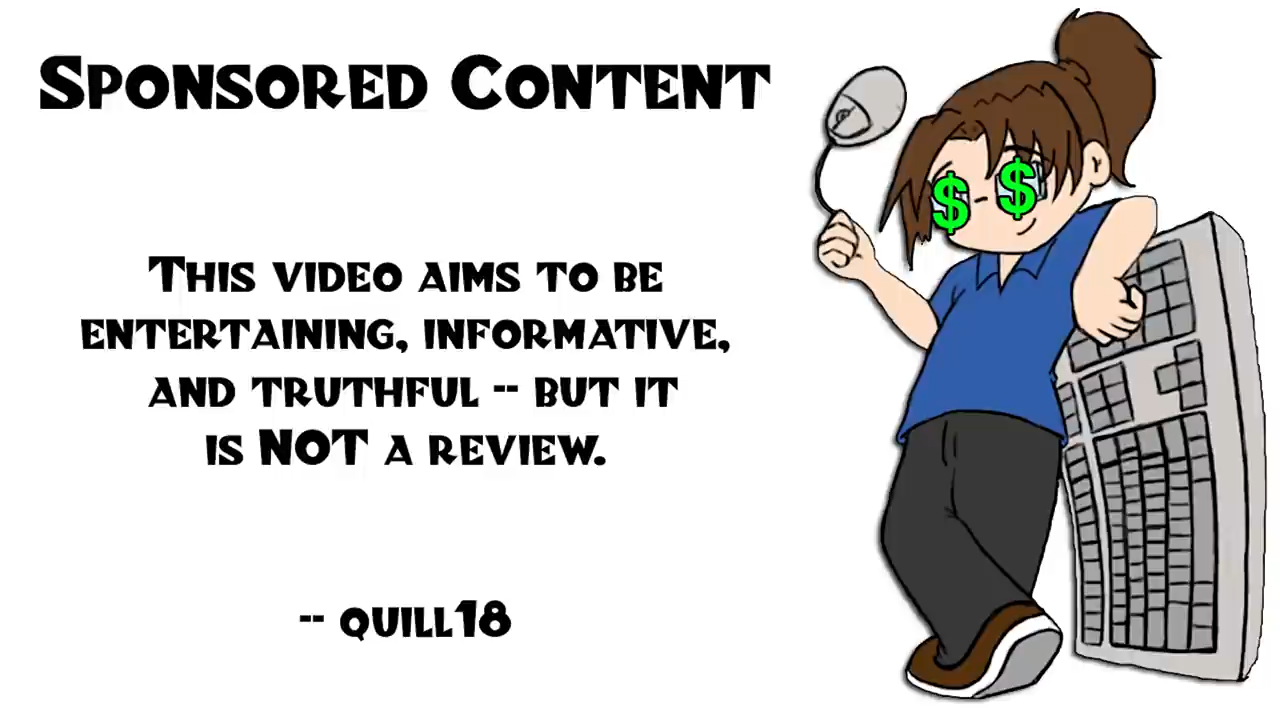 Sponsored Content
This video aims to be
entertaining, informative,
and truthful -- but it
is NOT a review.
-- quill18
$ $